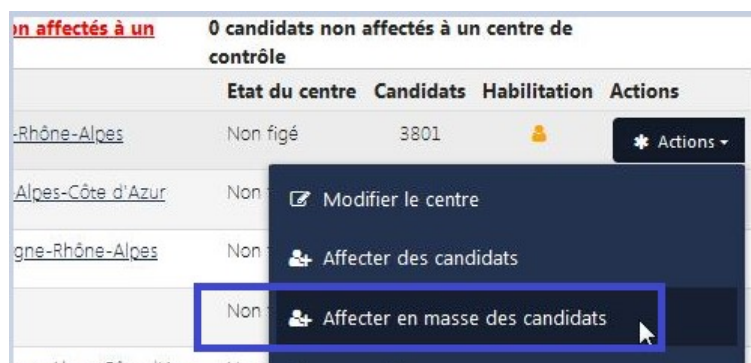 on affectés à un 0 candidats non affectés à un centre de
contrôle
Etat du centre Candidats Habilitation Actions
-Rhône-Alpes Non figé 3801 Actions
-Alpes-Côte d'Azur Non
Modifier le centre
gne-Rhône-Alpes Non
Affecter des candidats
Non
Affecter en masse des candidats